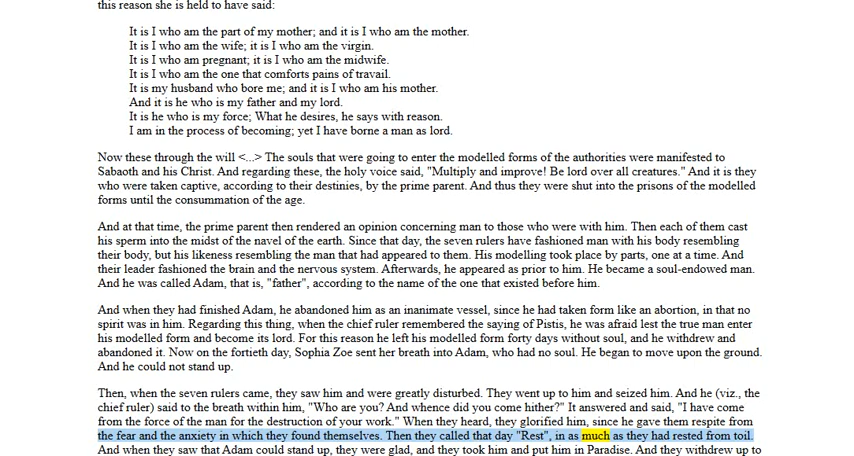 this reason she is held to have said:
It is I who am the part of my mother; and it is I who am the mother.
It is I who am the wife; it is I who am the virgin.
It is I who am pregnant; it is I who am the midwife.
It is I who am the one that comforts pains of travail.
It is my husband who bore me; and it is I who am his mother.
And it is he who is my father and my lord.
It is he who is my force; What he desires, he says with reason.
I am in the process of becoming; yet I have borne a man as lord.
Now these through the will <...> The souls that were going to enter the modelled forms of the authorities were manifested to
Sabaoth and his Christ. And regarding these, the holy voice said, "Multiply and improve! Be lord over all creatures." And it is they
who were taken captive, according to their destinies, by the prime parent. And thus they were shut into the prisons of the modelled
forms until the consummation of the age.
And at that time, the prime parent then rendered an opinion concerning man to those who were with him. Then each of them cast
his sperm into the midst of the navel of the earth. Since that day, the seven rulers have fashioned man with his body resembling
their body, but his likeness resembling the man that had appeared to them. His modelling took place by parts, one at a time. And
their leader fashioned the brain and the nervous system. Afterwards, he appeared as prior to him. He became a soul-endowed man.
And he was called Adam, that is, "father", according to the name of the one that existed before him.
And when they had finished Adam, he abandoned him as an inanimate vessel, since he had taken form like an abortion, in that no
spirit was in him. Regarding this thing, when the chief ruler remembered the saying of Pistis, he was afraid lest the true man enter
his modelled form and become its lord. For this reason he left his modelled form forty days without soul, and he withdrew and
abandoned it. Now on the fortieth day, Sophia Zoe sent her breath into Adam, who had no soul. He began to move upon the ground.
And he could not stand up.
Then, when the seven rulers came, they saw him and were greatly disturbed. They went up to him and seized him. And he (viz., the
chief ruler) said to the breath within him, "Who are you? And whence did you come hither?" It answered and said, "I have come
from the force of the man for the destruction of your work." When they heard, they glorified him, since he gave them respite from
the fear and the anxiety in which they found themselves. Then they called that day "Rest", in as much as they had rested from toil.
And when they saw that Adam could stand up, they were glad, and they took him and put him in Paradise. And they withdrew up to